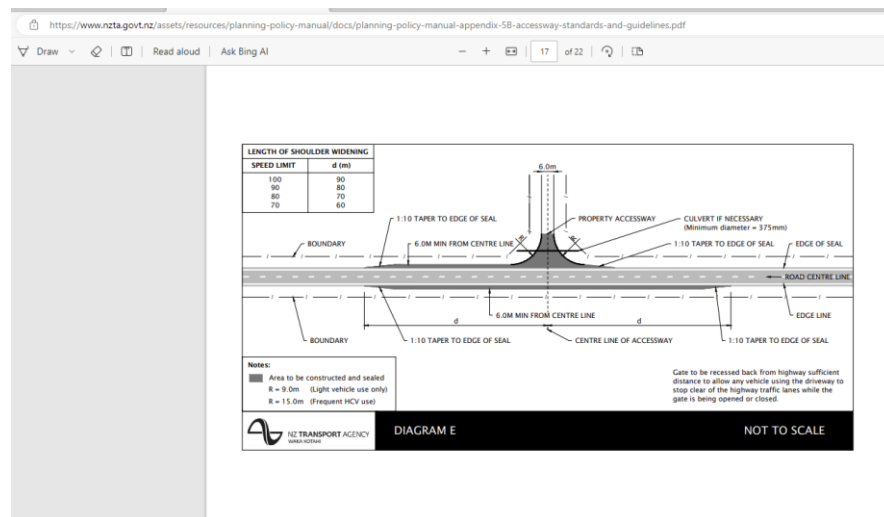 https://www.nzta.govt.nz/assets/resources/planning-policy-manual/docs/planning-policy-manual-appendix-5B-accessway-standards-and-guidelines.pdf
Draw
Read aloud
Ask Bing AI
17
of 22
LENGTH OF SHOULDER WIDENING
SPEED LIMIT d (m)
100 90
90 80
80 70
70 60
6.0m
1:10 TAPER TO EDGE OF SEAL
PROPERTY ACCESSWAY
CULVERT IF NECESSARY
(Minimum diameter = 375mm)
BOUNDARY
6.0M MIN FROM CENTRE LINE
1:10 TAPER TO EDGE OF SEAL
EDGE OF SEAL
ROAD CENTRE LINE
6.0M MIN FROM CENTRE LINE
EDGE LINE
d
d
BOUNDARY
1:10 TAPER TO EDGE OF SEAL
CENTRE LINE OF ACCESSWAY
1:10 TAPER TO EDGE OF SEAL
Notes:
Area to be constructed and sealed
R = 9.0m (Light vehicle use only)
R = 15.0m (Frequent HCV use)
Gate to be recessed back from highway sufficient
distance to allow any vehicle using the driveway to
stop clear of the highway traffic lanes while the
gate is being opened or closed.
NZ TRANSPORT AGENCY
WAKA KOTAHI
DIAGRAM E
NOT TO SCALE